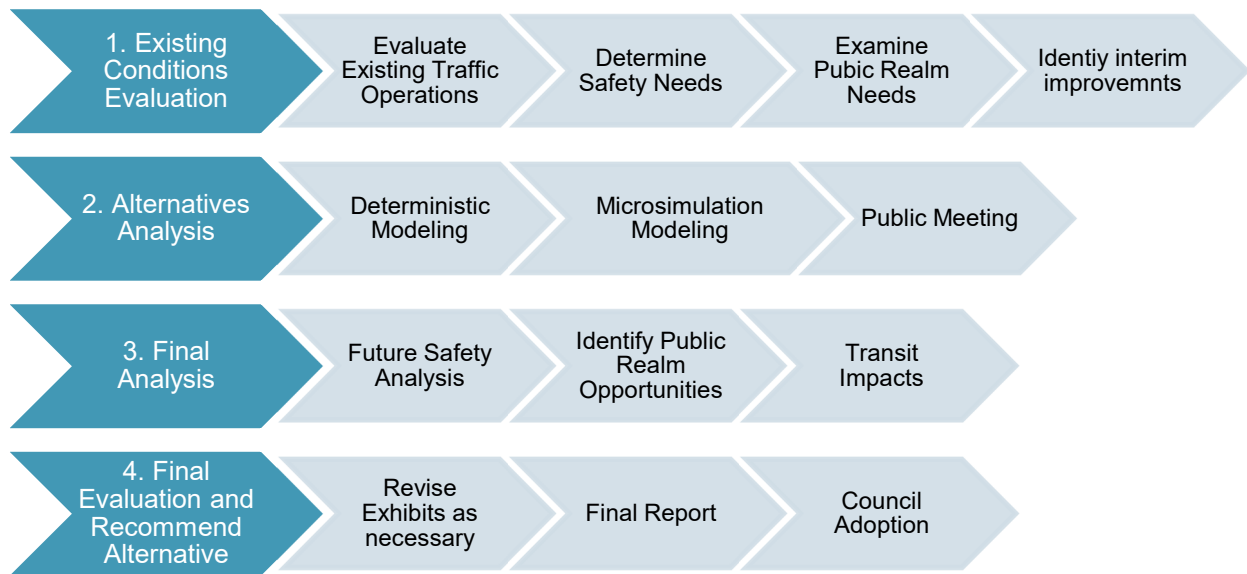 1. Existing
Conditions
Evaluation
Evaluate
Existing Traffic
Operations
Determine
Safety Needs
Examine
Pubic Realm
Needs
Identiy interim
improvemnts
2. Alternatives
Analysis
Deterministic
Modeling
Microsimulation
Modeling
Public Meeting
3. Final
Analysis
Future Safety
Analysis
Identify Public
Realm
Opportunities
Transit
Impacts
4. Final
Evaluation and
Recommend
Alternative
Revise
Exhibits as
necessary
Final Report
Council
Adoption